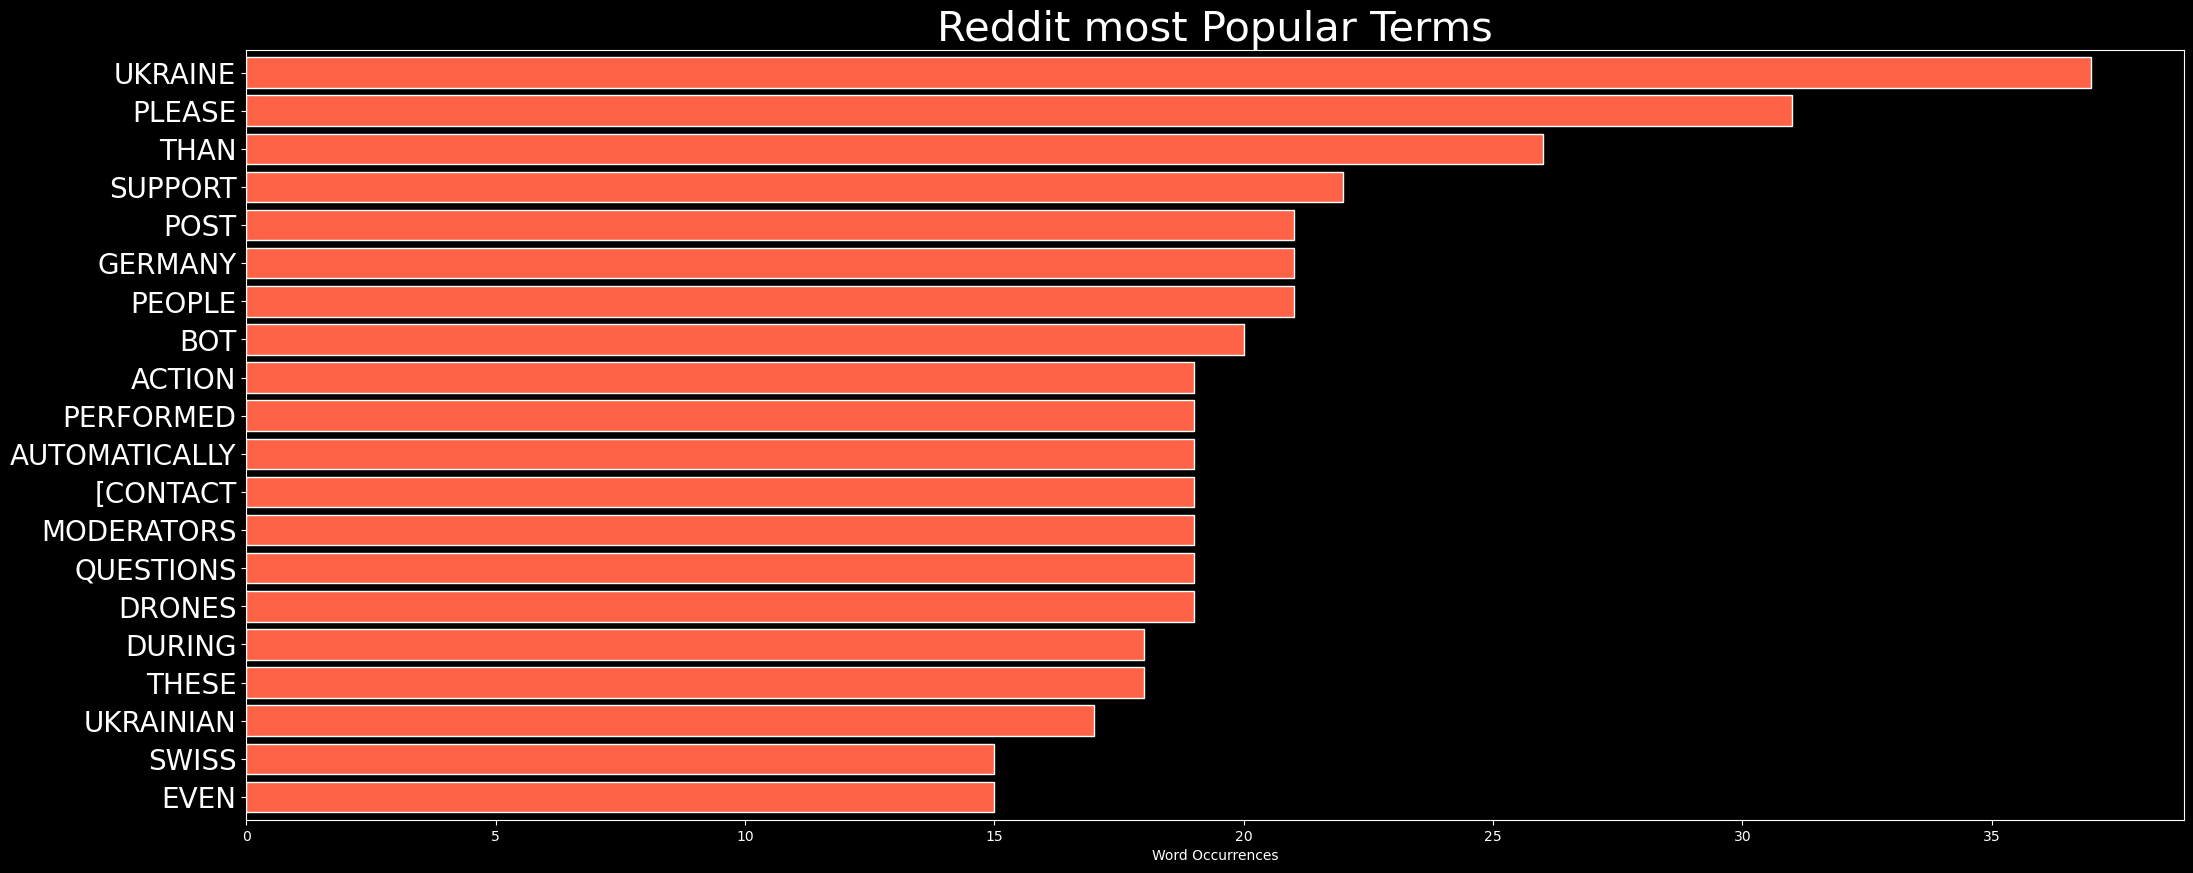 Reddit most Popular Terms
UKRAINE
PLEASE
THAN
SUPPORT
POST
GERMANY
PEOPLE
BOT
ACTION
PERFORMED
AUTOMATICALLY
[CONTACT
MODERATORS
QUESTIONS
DRONES
DURING
THESE
UKRAINIAN
SWISS
EVEN
0 5 10 15 20 25 30 35
Word Occurrences